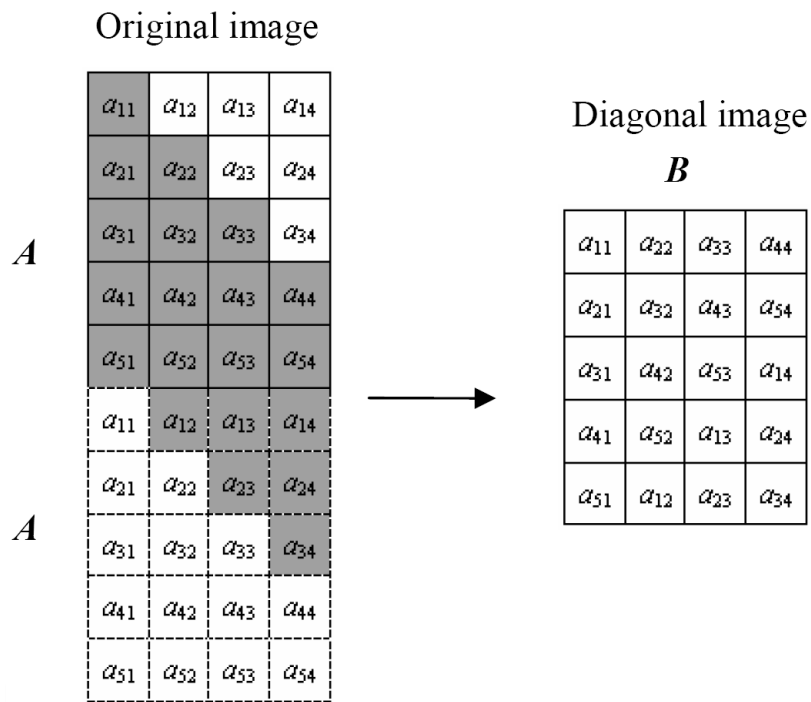 Original image
a11 a12 a13 a14
a21 a22 a23 a24
a31 a32 a33 a34
a41 a42 a43 a44
a51 a52 a53 a54
a11 a12 a13 a14
a21 a22 a23 a24
a31 a32 a33 a34
a41 a42 a43 a44
a51 a52 a53 a54
A
A
Diagonal image
B
a11 a22 a33 a44
a21 a32 a43 a54
a31 a42 a53 a14
a41 a52 a13 a24
a51 a12 a23 a34